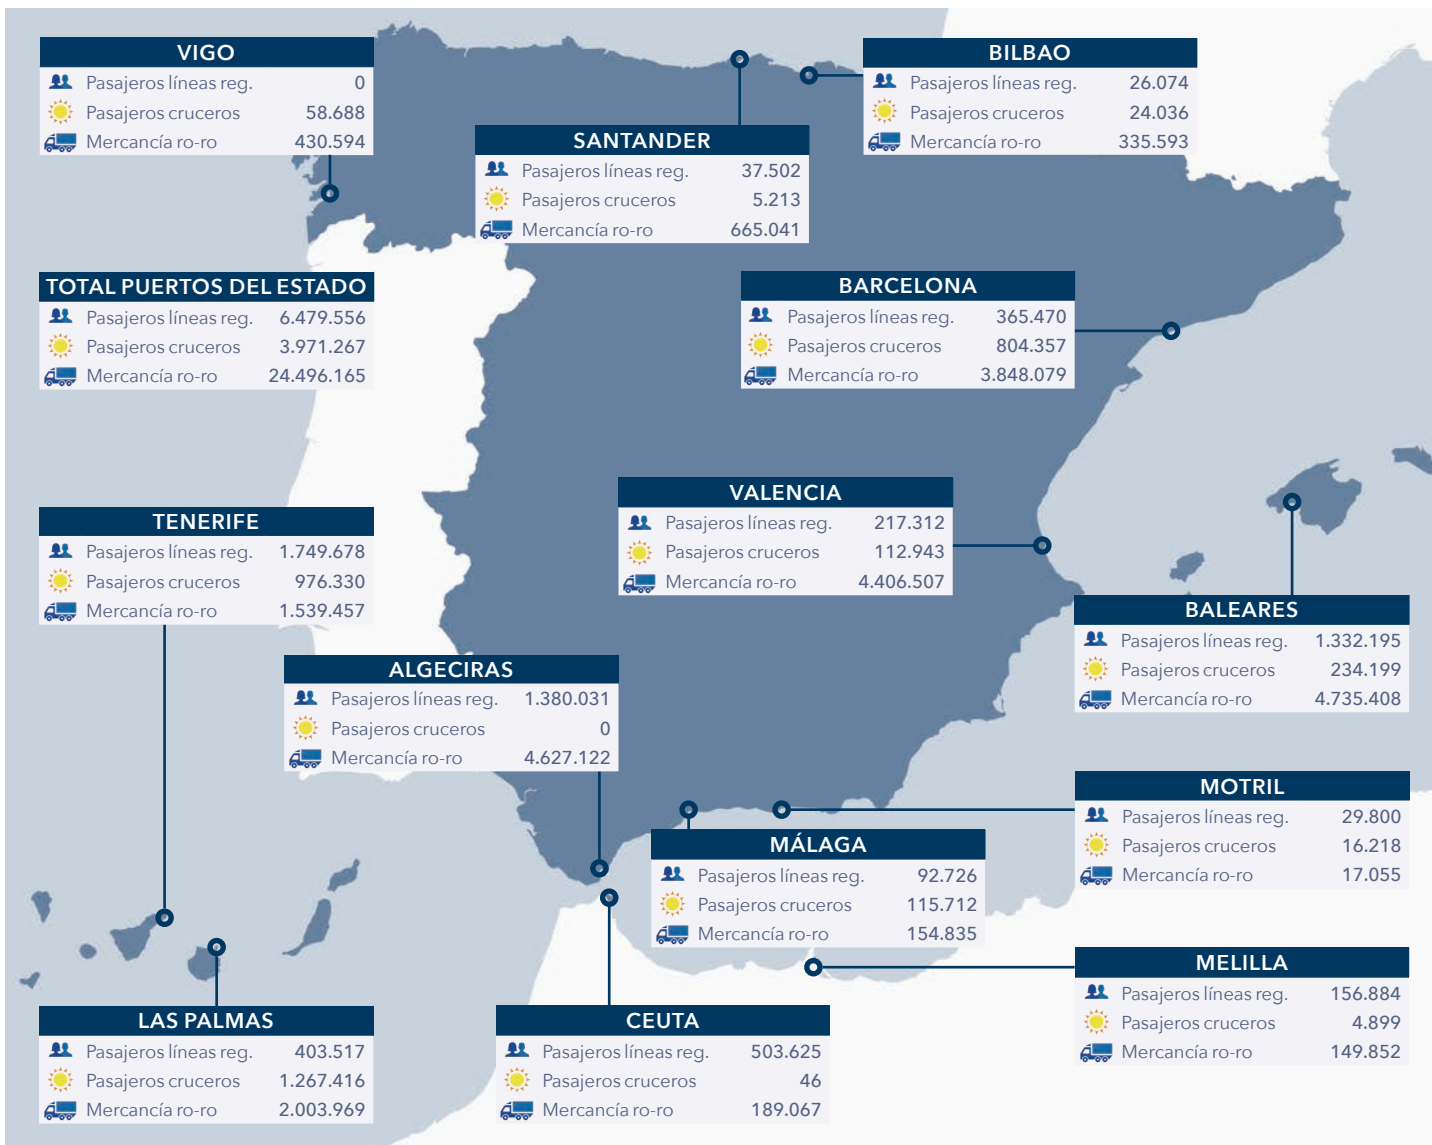 VIGO
Pasajeros líneas reg. 0
Pasajeros cruceros 58.688
Mercancía ro-ro 430.594
BILBAO
Pasajeros líneas reg. 26.074
Pasajeros cruceros 24.036
Mercancía ro-ro 335.593
SANTANDER
Pasajeros líneas reg. 37.502
Pasajeros cruceros 5.213
Mercancía ro-ro 665.041
TOTAL PUERTOS DEL ESTADO
Pasajeros líneas reg. 6.479.556
Pasajeros cruceros 3.971.267
Mercancía ro-ro 24.496.165
BARCELONA
Pasajeros líneas reg. 365.470
Pasajeros cruceros 804.357
Mercancía ro-ro 3.848.079
VALENCIA
Pasajeros líneas reg. 217.312
Pasajeros cruceros 112.943
Mercancía ro-ro 4.406.507
TENERIFE
Pasajeros líneas reg. 1.749.678
Pasajeros cruceros 976.330
Mercancía ro-ro 1.539.457
BALEARES
Pasajeros líneas reg. 1.332.195
Pasajeros cruceros 234.199
Mercancía ro-ro 4.735.408
ALGECIRAS
Pasajeros líneas reg. 1.380.031
Pasajeros cruceros 0
Mercancía ro-ro 4.627.122
MOTRIL
Pasajeros líneas reg. 29.800
Pasajeros cruceros 16.218
Mercancía ro-ro 17.055
MÁLAGA
Pasajeros líneas reg. 92.726
Pasajeros cruceros 115.712
Mercancía ro-ro 154.835
MELILLA
Pasajeros líneas reg. 156.884
Pasajeros cruceros 4.899
Mercancía ro-ro 149.852
LAS PALMAS
Pasajeros líneas reg. 403.517
Pasajeros cruceros 1.267.416
Mercancía ro-ro 2.003.969
CEUTA
Pasajeros líneas reg. 503.625
Pasajeros cruceros 46
Mercancía ro-ro 189.067